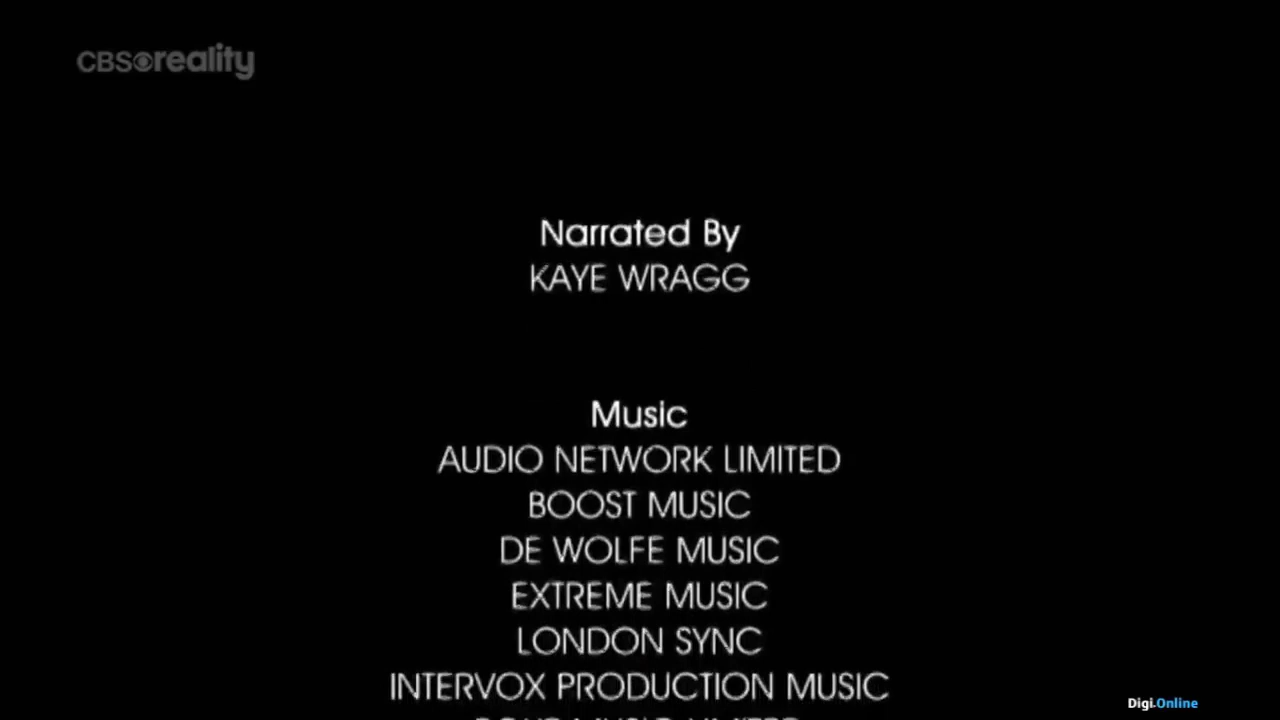 CBS reality
Narrated By
KAYE WRAGG
Music
AUDIO NETWORK LIMITED
BOOST MUSIC
DE WOLFE MUSIC
EXTREME MUSIC
LONDON SYNC
INTERVOX PRODUCTION MUSIC
Digi.Online